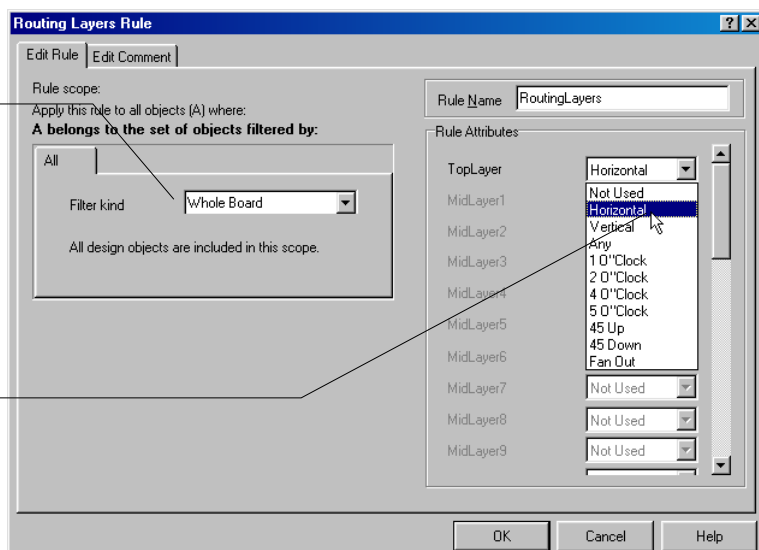 Routing Layers Rule
Edit Rule
Edit Comment
Rule scope:
Apply this rule to all objects (A) where:
A belongs to the set of objects filtered by:
All
Filter kind
Whole Board
All design objects are included in this scope.
Rule Name
RoutingLayers
Rule Attributes
TopLayer
Horizontal
Not Used
Horizontal
Vertical
Any
1 O"Clock
2 O"Clock
4 O"Clock
5 O"Clock
45 Up
45 Down
Fan Out
MidLayer1
MidLayer2
MidLayer3
MidLayer4
MidLayer5
MidLayer6
MidLayer7
Not Used
MidLayer8
Not Used
MidLayer9
Not Used
OK
Cancel
Help